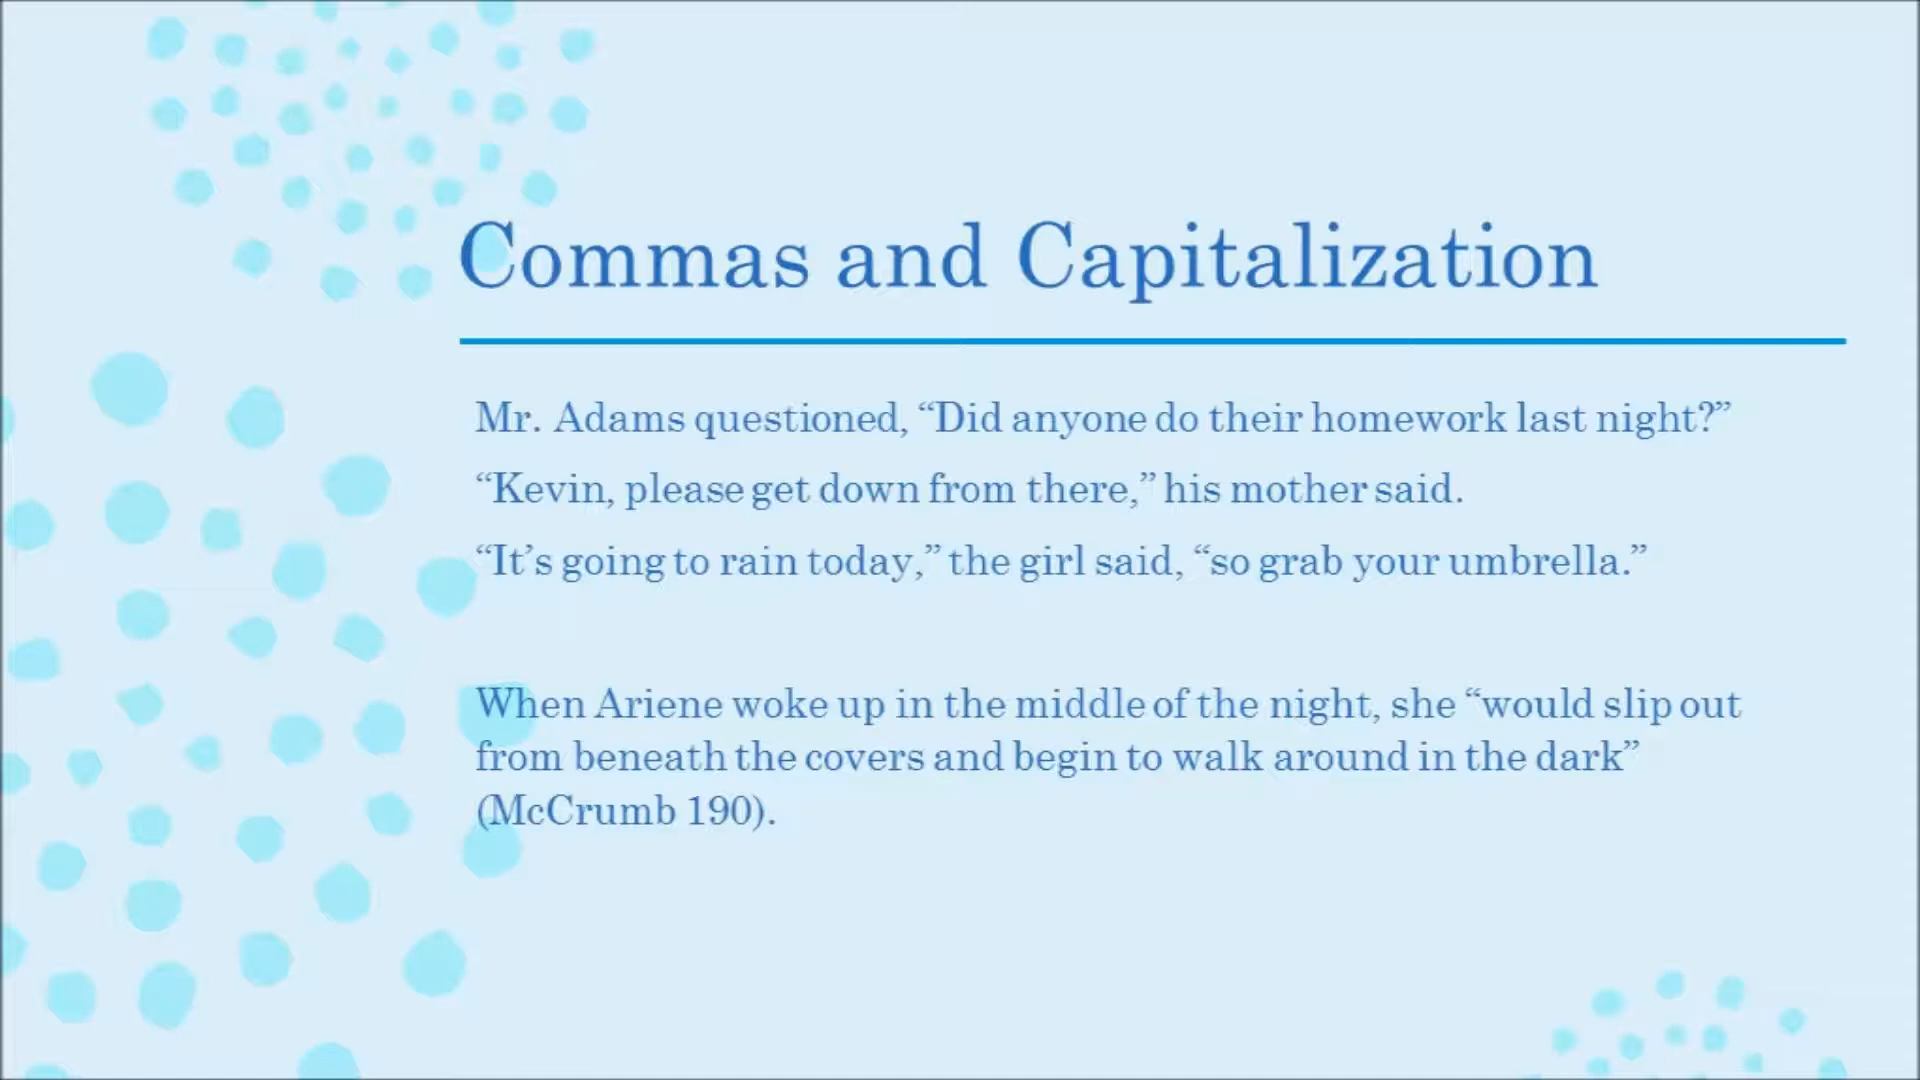 Commas and Capitalization
Mr. Adams questioned, “Did anyone do their homework last night?”
“Kevin, please get down from there,” his mother said.
“It’s going to rain today,” the girl said, “so grab your umbrella.”
When Ariene woke up in the middle of the night, she “would slip out
from beneath the covers and begin to walk around in the dark”
(McCrumb 190).